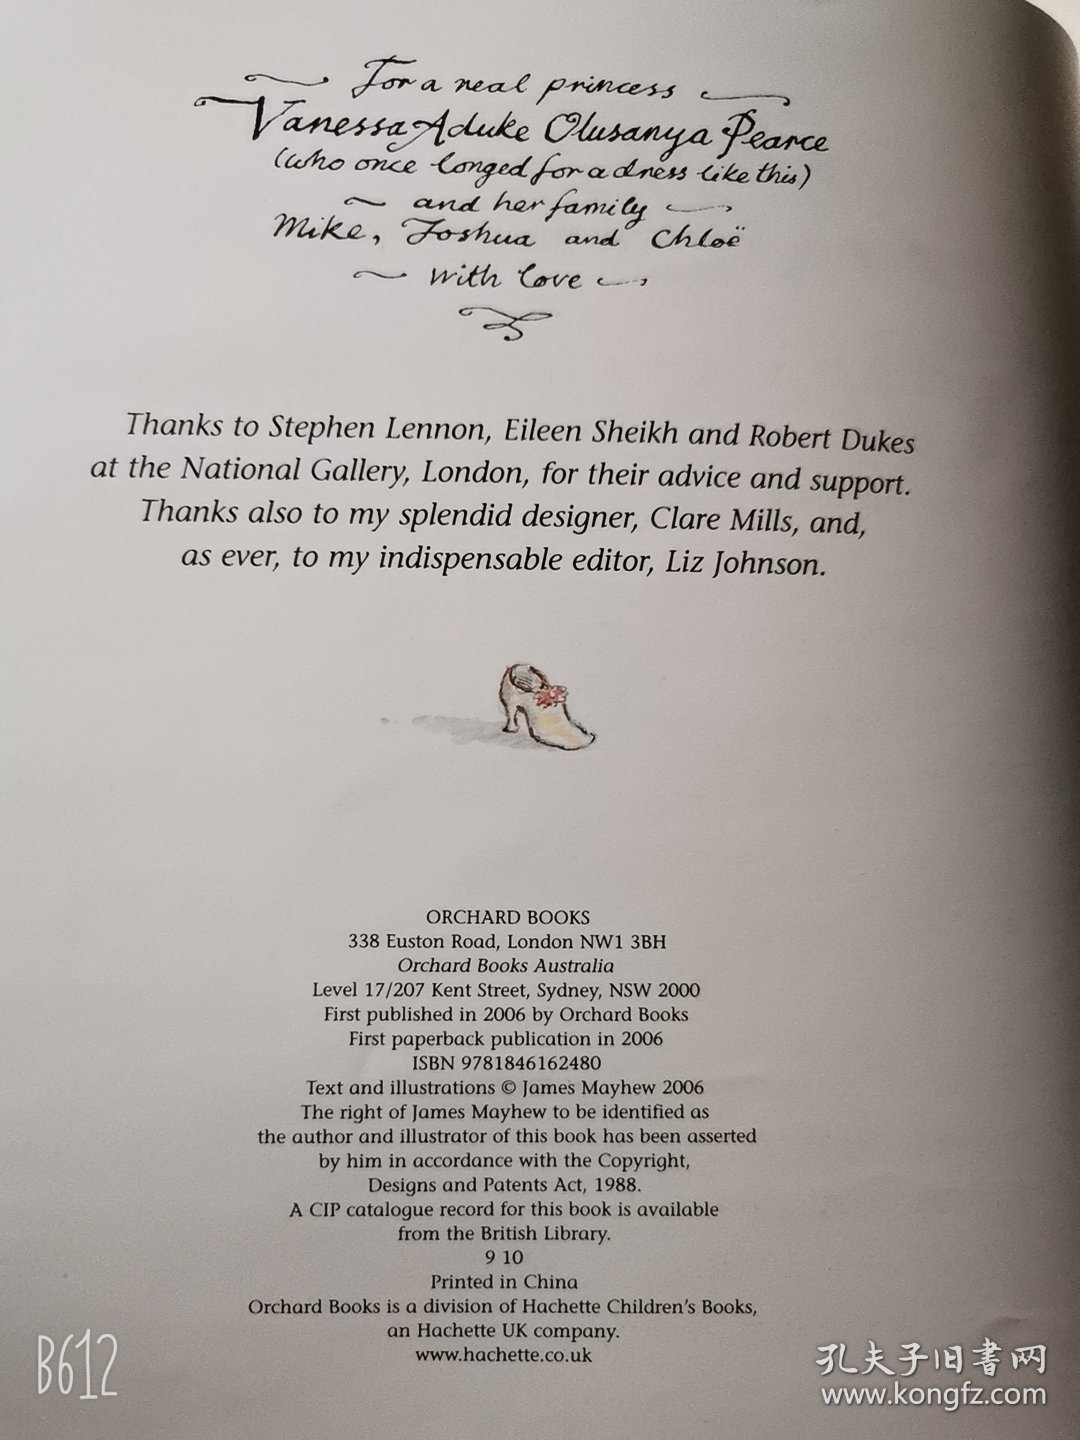 For a real princess
Vanessa Aduke Olusanya Pearce
(who once longed for a dress like this)
and her family
Mike, Joshua and Chloë
with love
Thanks to Stephen Lennon, Eileen Sheikh and Robert Dukes
at the National Gallery, London, for their advice and support.
Thanks also to my splendid designer, Clare Mills, and,
as ever, to my indispensable editor, Liz Johnson.
ORCHARD BOOKS
338 Euston Road, London NW1 3BH
Orchard Books Australia
Level 17/207 Kent Street, Sydney, NSW 2000
First published in 2006 by Orchard Books
First paperback publication in 2006
ISBN 9781846162480
Text and illustrations © James Mayhew 2006
The right of James Mayhew to be identified as
the author and illustrator of this book has been asserted
by him in accordance with the Copyright,
Designs and Patents Act, 1988.
A CIP catalogue record for this book is available
from the British Library.
9 10
Printed in China
Orchard Books is a division of Hachette Children's Books,
an Hachette UK company.
www.hachette.co.uk
B612
孔夫子旧書网
www.kongfz.com